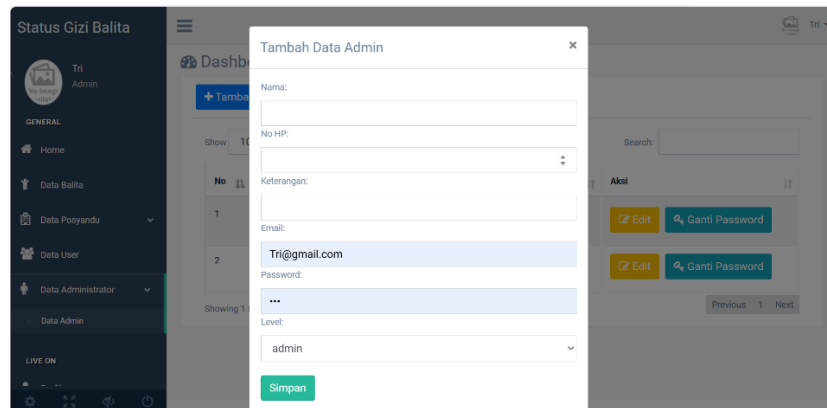 Status Gizi Balita
Tri
Admin
GENERAL
Home
Data Balita
Data Posyandu
Data User
Data Administrator
Data Admin
LIVE ON
Tri
Dashb
+Tamba
Show 10
Search:
No
Aksi
1
Edit
Ganti Password
2
Edit
Ganti Password
Showing 1
Previous 1 Next
Tambah Data Admin
×
Nama:
No HP:
Keterangan:
Email:
Tri@gmail.com
Password:
•••
Level:
admin
Simpan